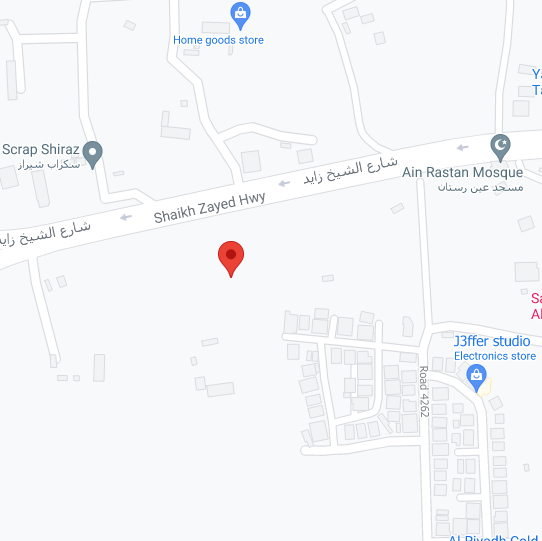 Home goods store
Ya
Ta
Scrap Shiraz
سكراب شيراز
Ain Rastan Mosque
مسجد عين رستان
شارع الشيخ زايد
Shaikh Zayed Hwy
شارع الشيخ زايد
Sa
Al
J3ffer studio
Electronics store
Road 4262
Al Riyadh Gold